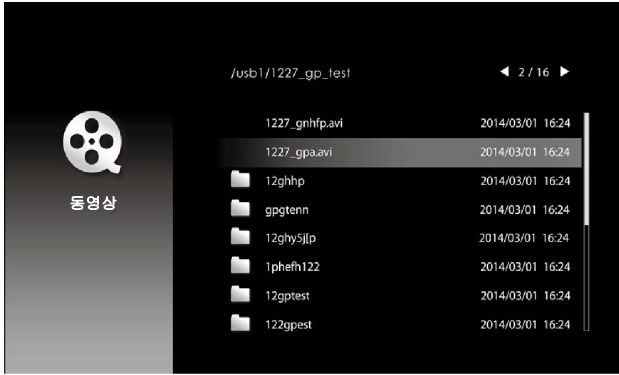 /usb1/1227_gp_test ◀ 2/16 ▶
1227_gnhfp.avi 2014/03/01 16:24
1227_gpa.avi 2014/03/01 16:24
12ghhp 2014/03/01 16:24
동영상
gpgtenn 2014/03/01 16:24
12ghy5j[p 2014/03/01 16:24
1phefh122 2014/03/01 16:24
12gptest 2014/03/01 16:24
122gpest 2014/03/01 16:24